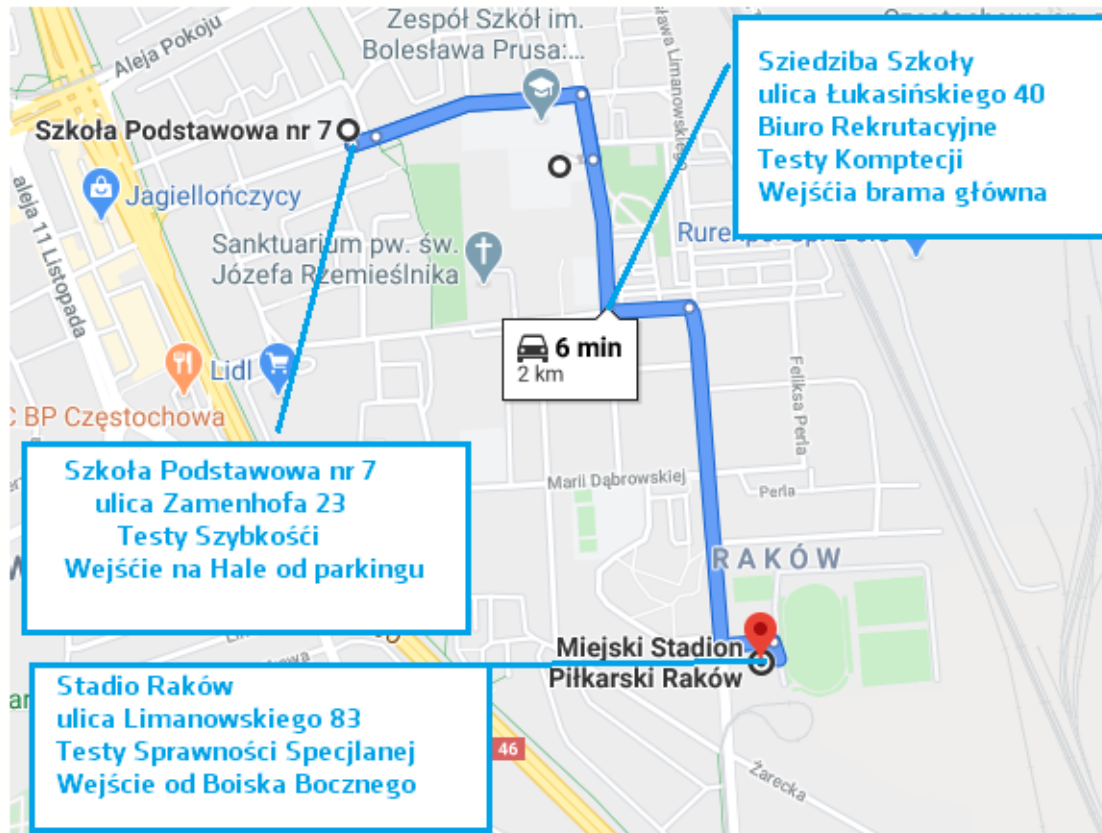 Zespół Szkół im.
Bolesława Prusa:...
Aleja Pokoju
Szkoła Podstawowa nr 7
Limanowskiego
Sziedziba Szkoły
ulica Łukasińskiego 40
Biuro Rekrutacyjne
Testy Komptecji
Wejśćia brama główna
Jagiellończycy
aleja 11 Listopada
Sanktuarium pw. św.
Józefa Rzemieślnika
6 min
2 km
Lidl
BP Częstochowa
Feliksa Perla
Szkoła Podstawowa nr 7
ulica Zamenhofa 23
Testy Szybkośći
Wejśćie na Hale od parkingu
Marii Dąbrowskiej
Perla
RAKÓW
Miejski Stadion
Piłkarski Raków
Stadio Raków
ulica Limanowskiego 83
Testy Sprawności Specjlanej
Wejście od Boiska Bocznego
46
Żarecka